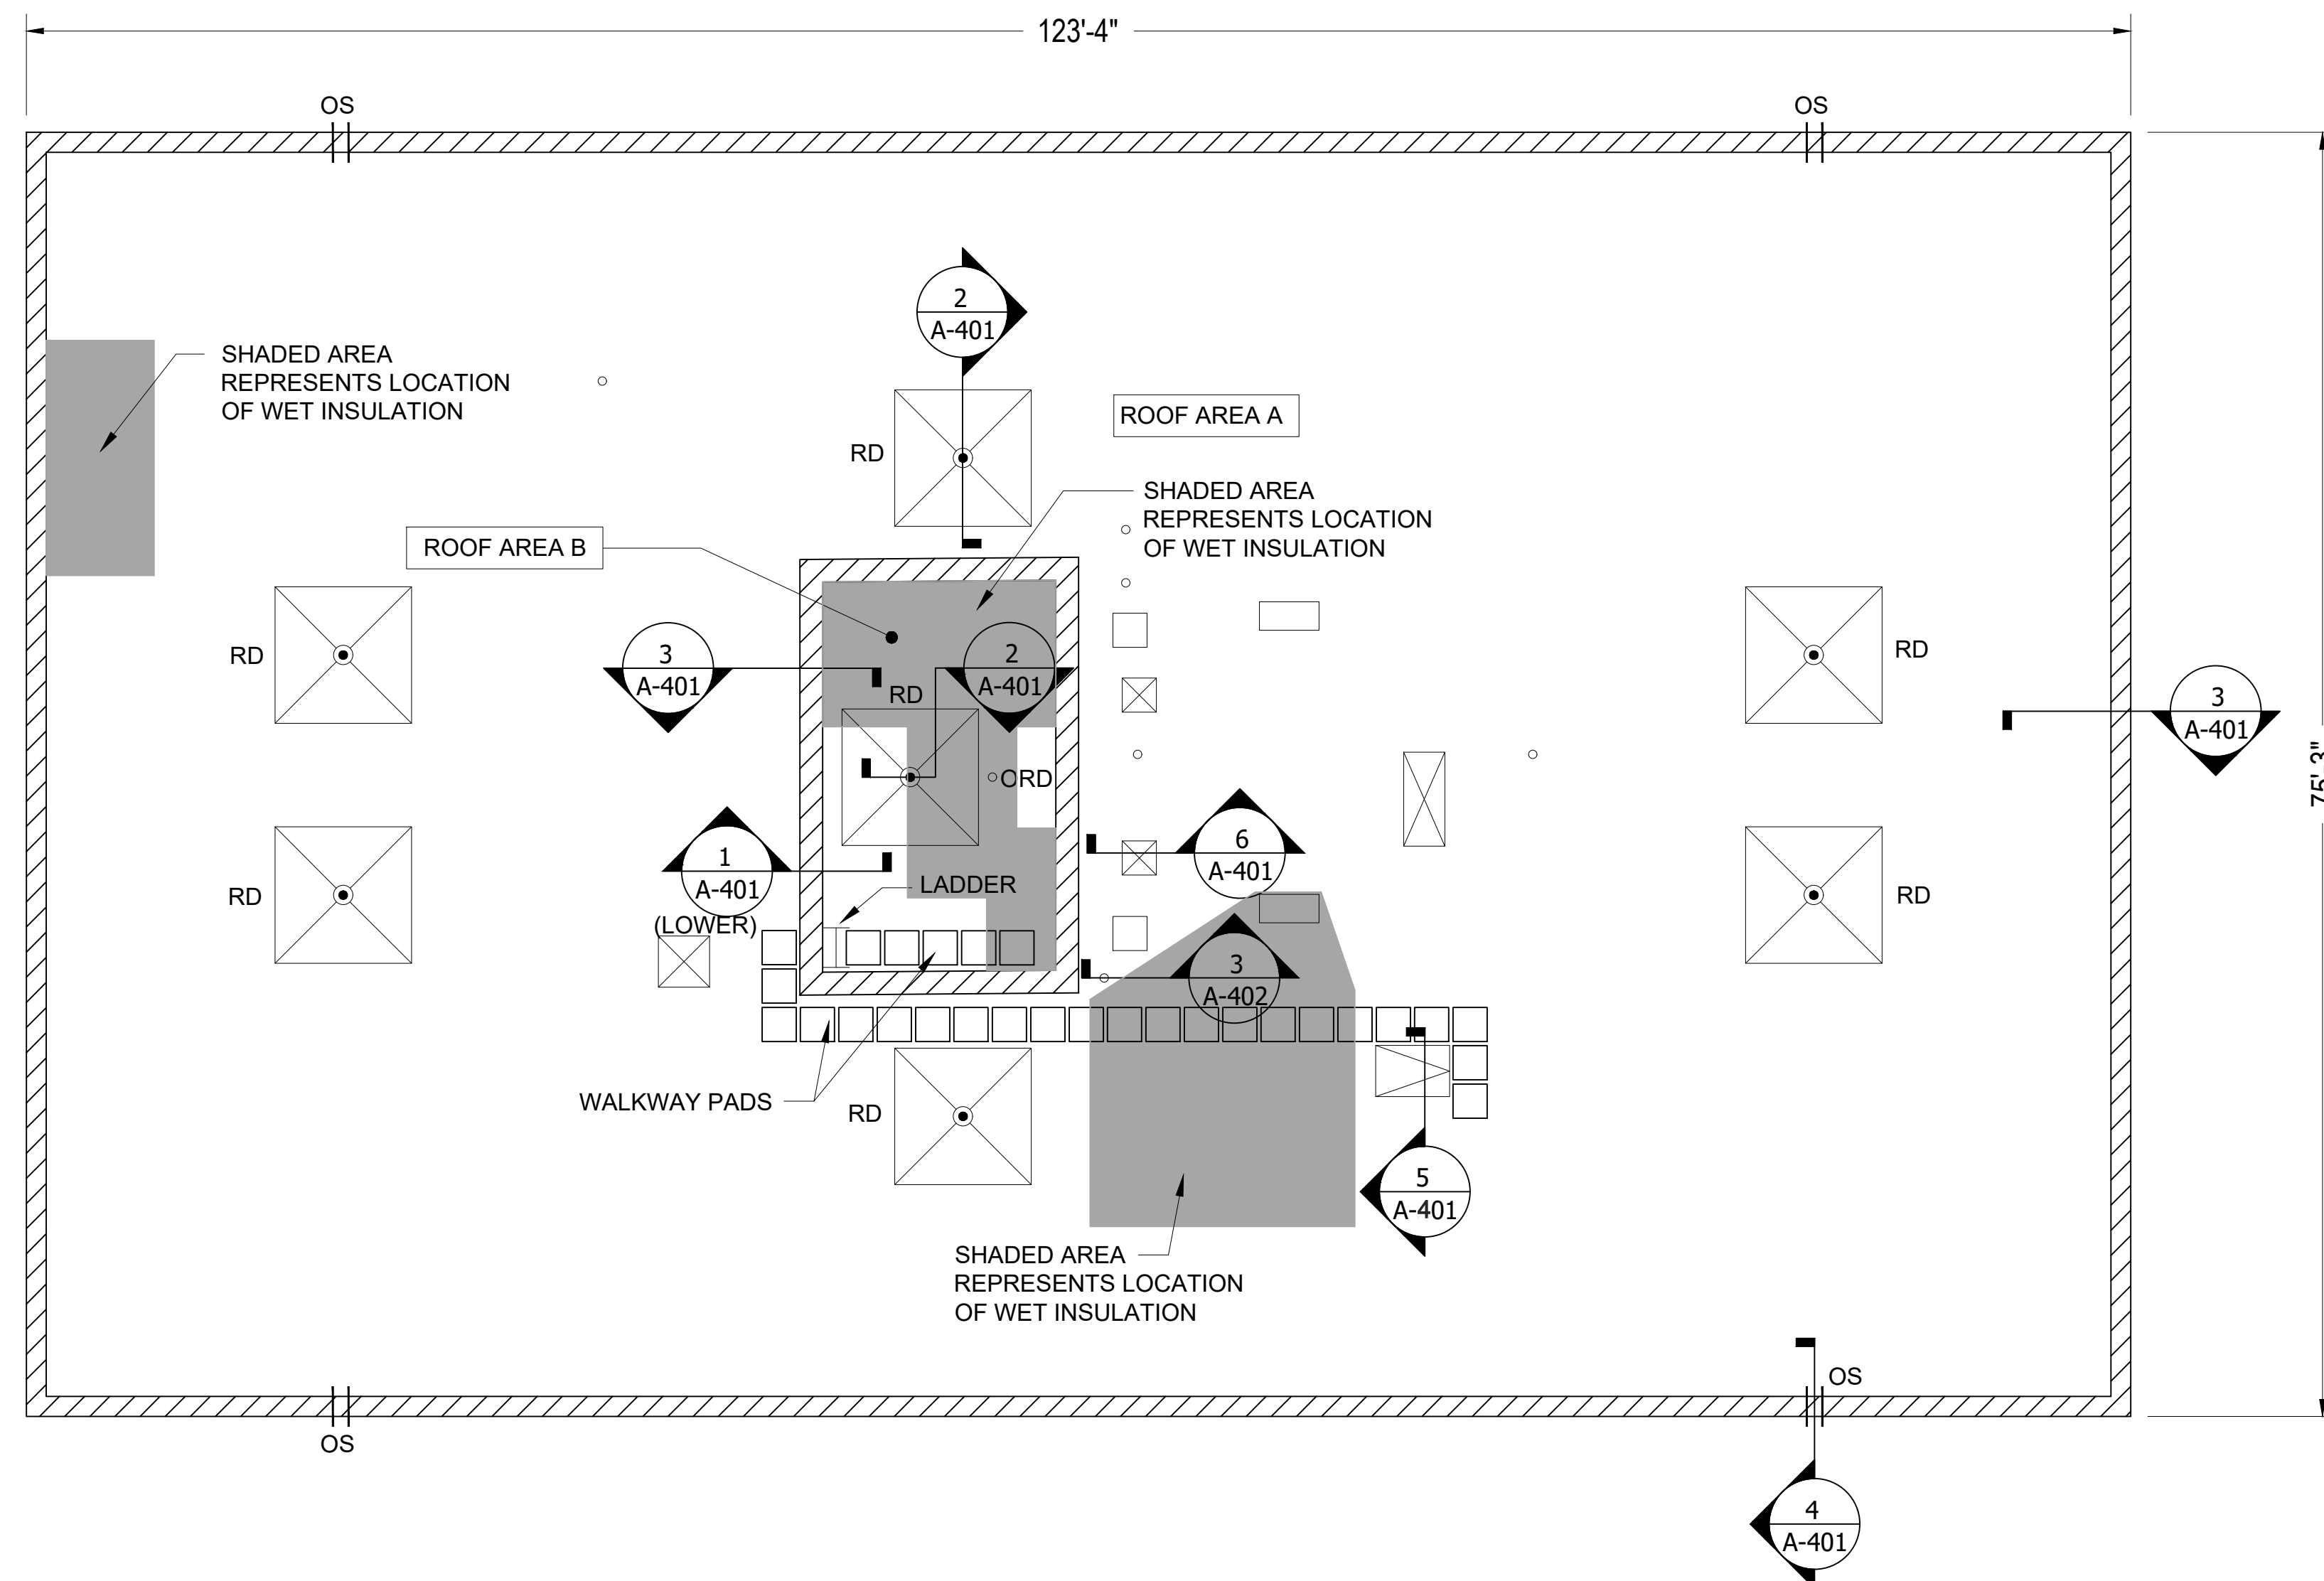 123'-4"
OS
OS
2
A-401
SHADED AREA
REPRESENTS LOCATION
OF WET INSULATION
ROOF AREA A
RD
SHADED AREA
REPRESENTS LOCATION
OF WET INSULATION
ROOF AREA B
3
A-401
2
A-401
RD
RD
RD
3
A-401
75'-3"
ORD
6
A-401
1
A-401
(LOWER)
LADDER
RD
RD
3
A-402
WALKWAY PADS
RD
5
A-401
SHADED AREA
REPRESENTS LOCATION
OF WET INSULATION
OS
OS
4
A-401